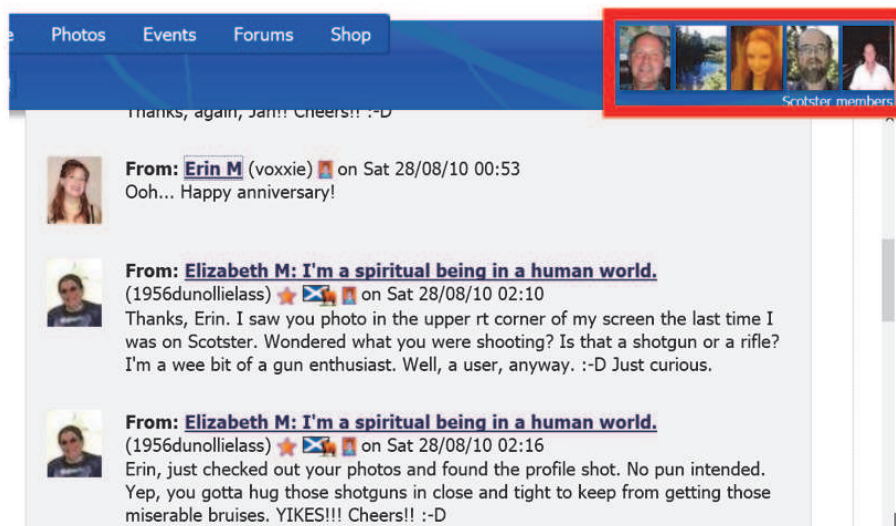 Photos Events Forums Shop
Scotster members
Thanks, again, Jan!! Cheers!! :-D
From: Erin M (voxxie) on Sat 28/08/10 00:53
Ooh... Happy anniversary!
From: Elizabeth M: I'm a spiritual being in a human world.
(1956dunollielass) on Sat 28/08/10 02:10
Thanks, Erin. I saw you photo in the upper rt corner of my screen the last time I
was on Scotster. Wondered what you were shooting? Is that a shotgun or a rifle?
I'm a wee bit of a gun enthusiast. Well, a user, anyway. :-D Just curious.
From: Elizabeth M: I'm a spiritual being in a human world.
(1956dunollielass) on Sat 28/08/10 02:16
Erin, just checked out your photos and found the profile shot. No pun intended.
Yep, you gotta hug those shotguns in close and tight to keep from getting those
miserable bruises. YIKES!!! Cheers!! :-D